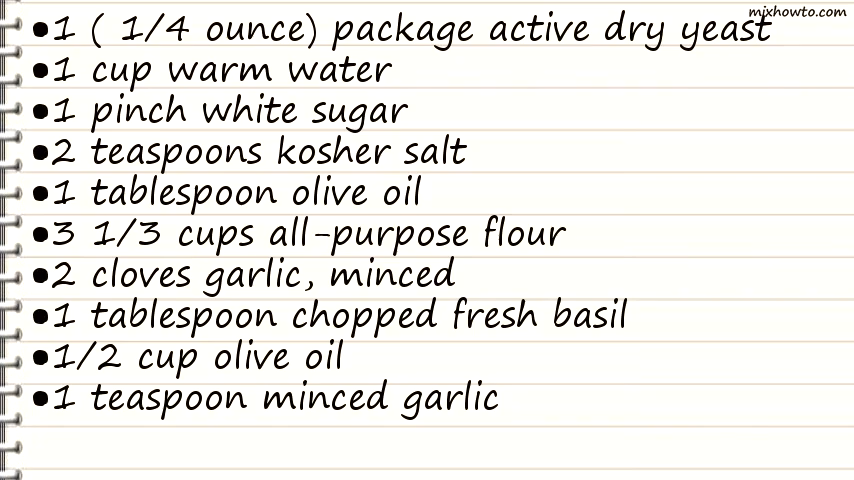 mjxhowto.com
•1 ( 1/4 ounce) package active dry yeast
•1 cup warm water
•1 pinch white sugar
•2 teaspoons kosher salt
•1 tablespoon olive oil
•3 1/3 cups all-purpose flour
•2 cloves garlic, minced
•1 tablespoon chopped fresh basil
•1/2 cup olive oil
•1 teaspoon minced garlic